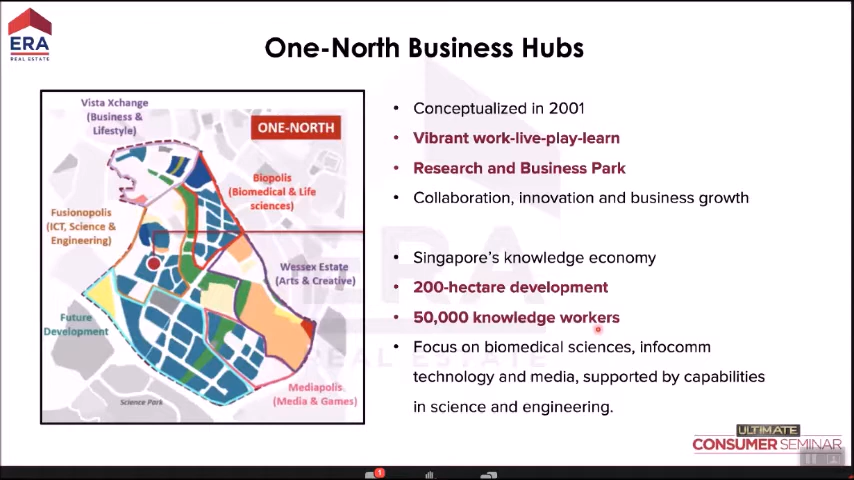 ERA
REAL ESTATE
One-North Business Hubs
Vista Xchange
(Business &
Lifestyle)
ONE-NORTH
Biopolis
(Biomedical & Life
sciences)
Fusionopolis
(ICT, Science &
Engineering)
Wessex Estate
(Arts & Creative)
Future
Development
Mediapolis
(Media & Games)
Science Park
• Conceptualized in 2001
• Vibrant work-live-play-learn
• Research and Business Park
• Collaboration, innovation and business growth
• Singapore's knowledge economy
• 200-hectare development
• 50,000 knowledge workers
• Focus on biomedical sciences, infocomm
technology and media, supported by capabilities
in science and engineering.
ERA
REAL ESTATE
ULTIMATE
CONSUMER SEMINAR
1